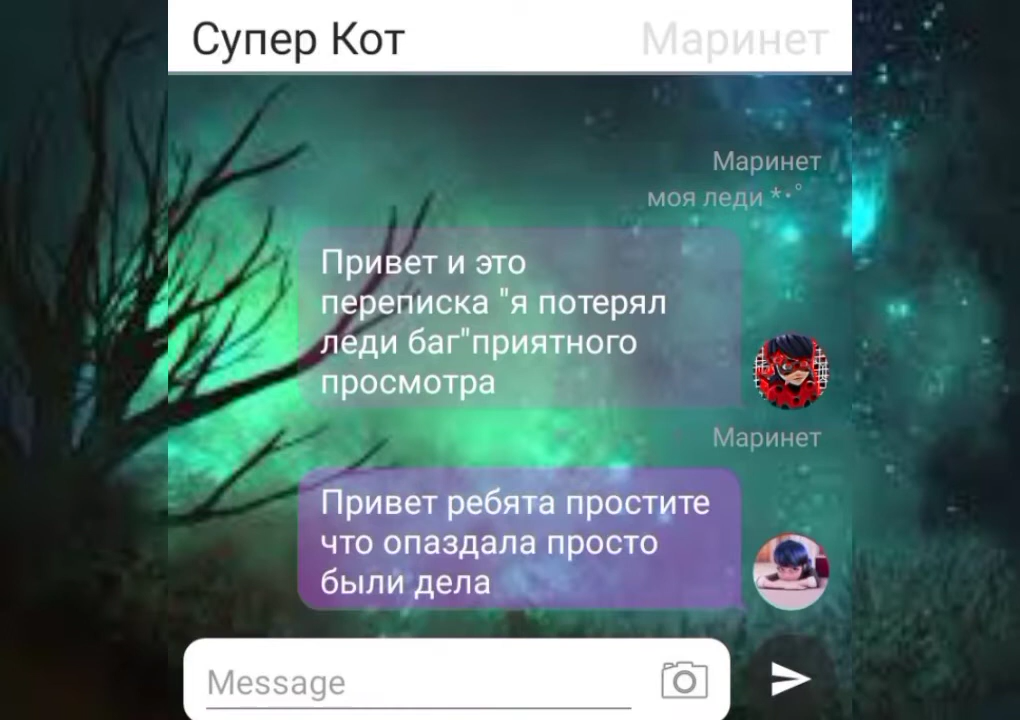 Супер Кот Маринет
Маринет
моя леди *•°
Привет и это
переписка "я потерял
леди баг"приятного
просмотра
Маринет
Привет ребята простите
что опаздала просто
были дела
Message